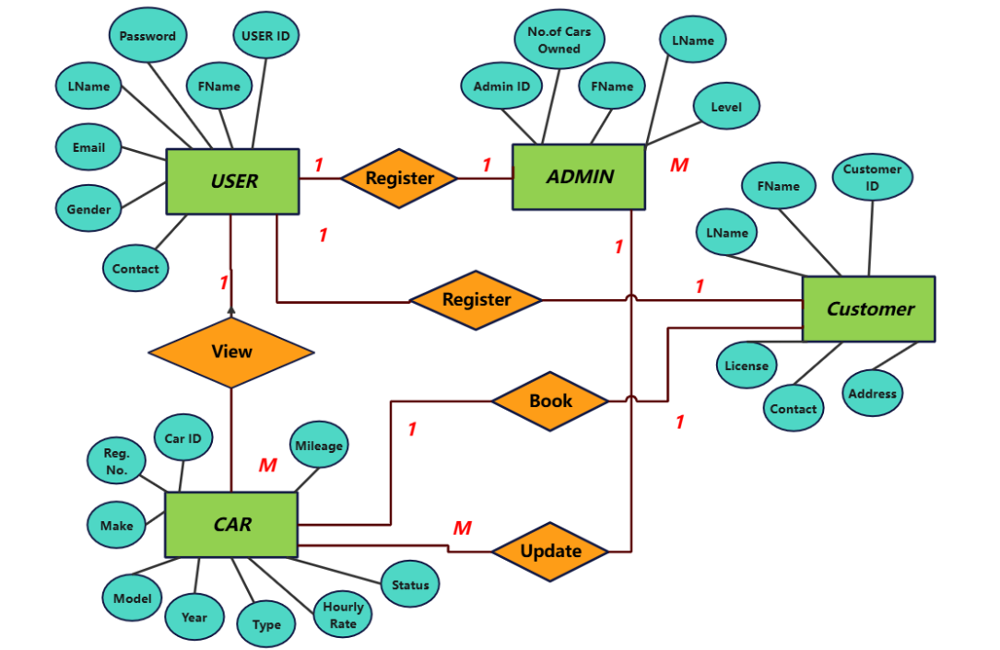 Password
USER ID
No.of Cars
Owned
LName
LName
FName
Admin ID
FName
Level
Email
USER
1
Register
1
ADMIN
M
Customer
ID
FName
Gender
LName
Contact
1
1
1
1
Register
Customer
View
License
Contact
Address
Book
1
1
Reg.
No.
Car ID
Mileage
M
Make
CAR
M
Update
Model
Year
Type
Hourly
Rate
Status